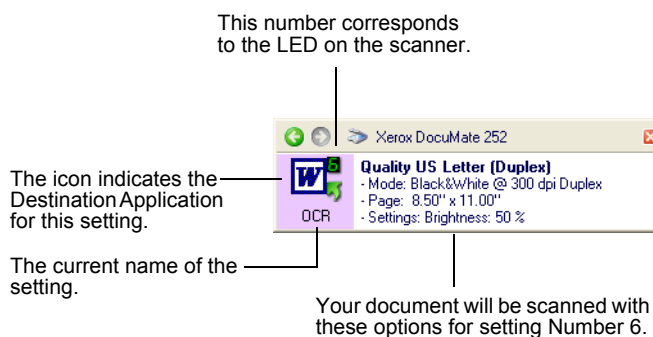 This number corresponds
to the LED on the scanner.
Xerox DocuMate 252
W 6
Quality US Letter (Duplex)
- Mode: Black&White @ 300 dpi Duplex
- Page: 8.50" x 11.00"
- Settings: Brightness: 50 %
OCR
The icon indicates the
Destination Application
for this setting.
The current name of the
setting.
Your document will be scanned with
these options for setting Number 6.